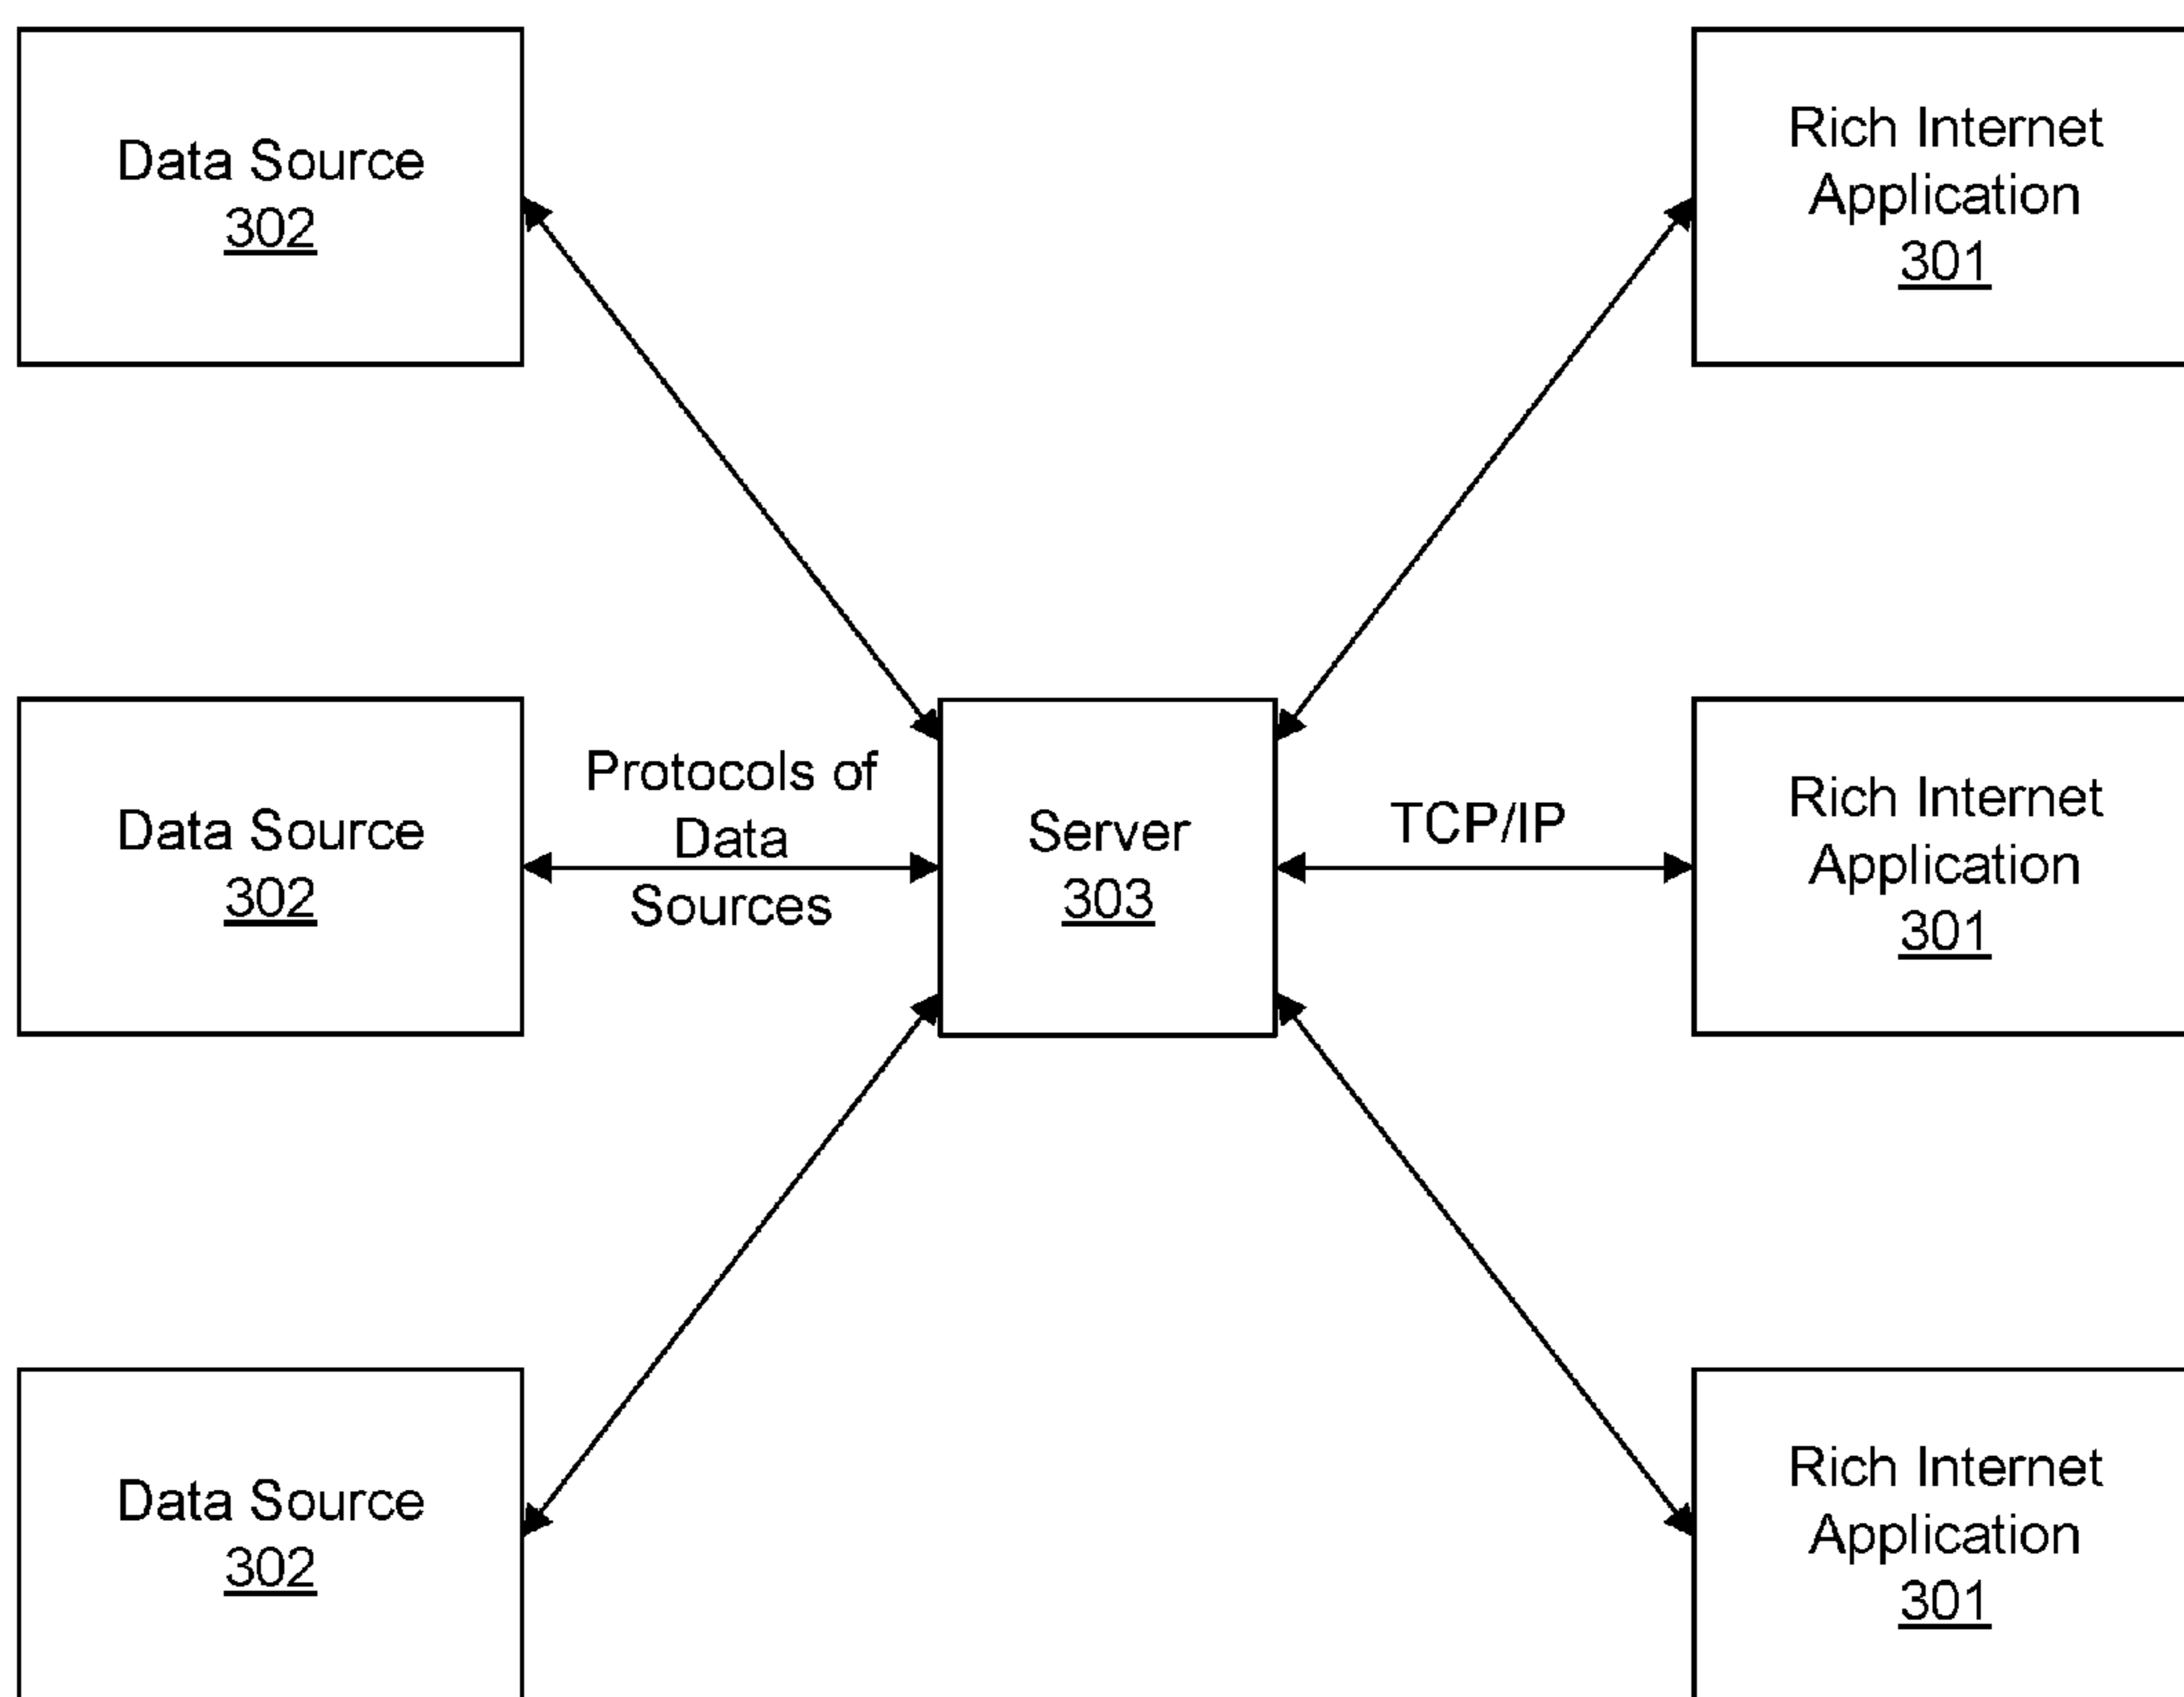 Data Source
302
Rich Internet
Application
301
Data Source
302
Protocols of
Data
Sources
Server
303
TCP/IP
Rich Internet
Application
301
Data Source
302
Rich Internet
Application
301